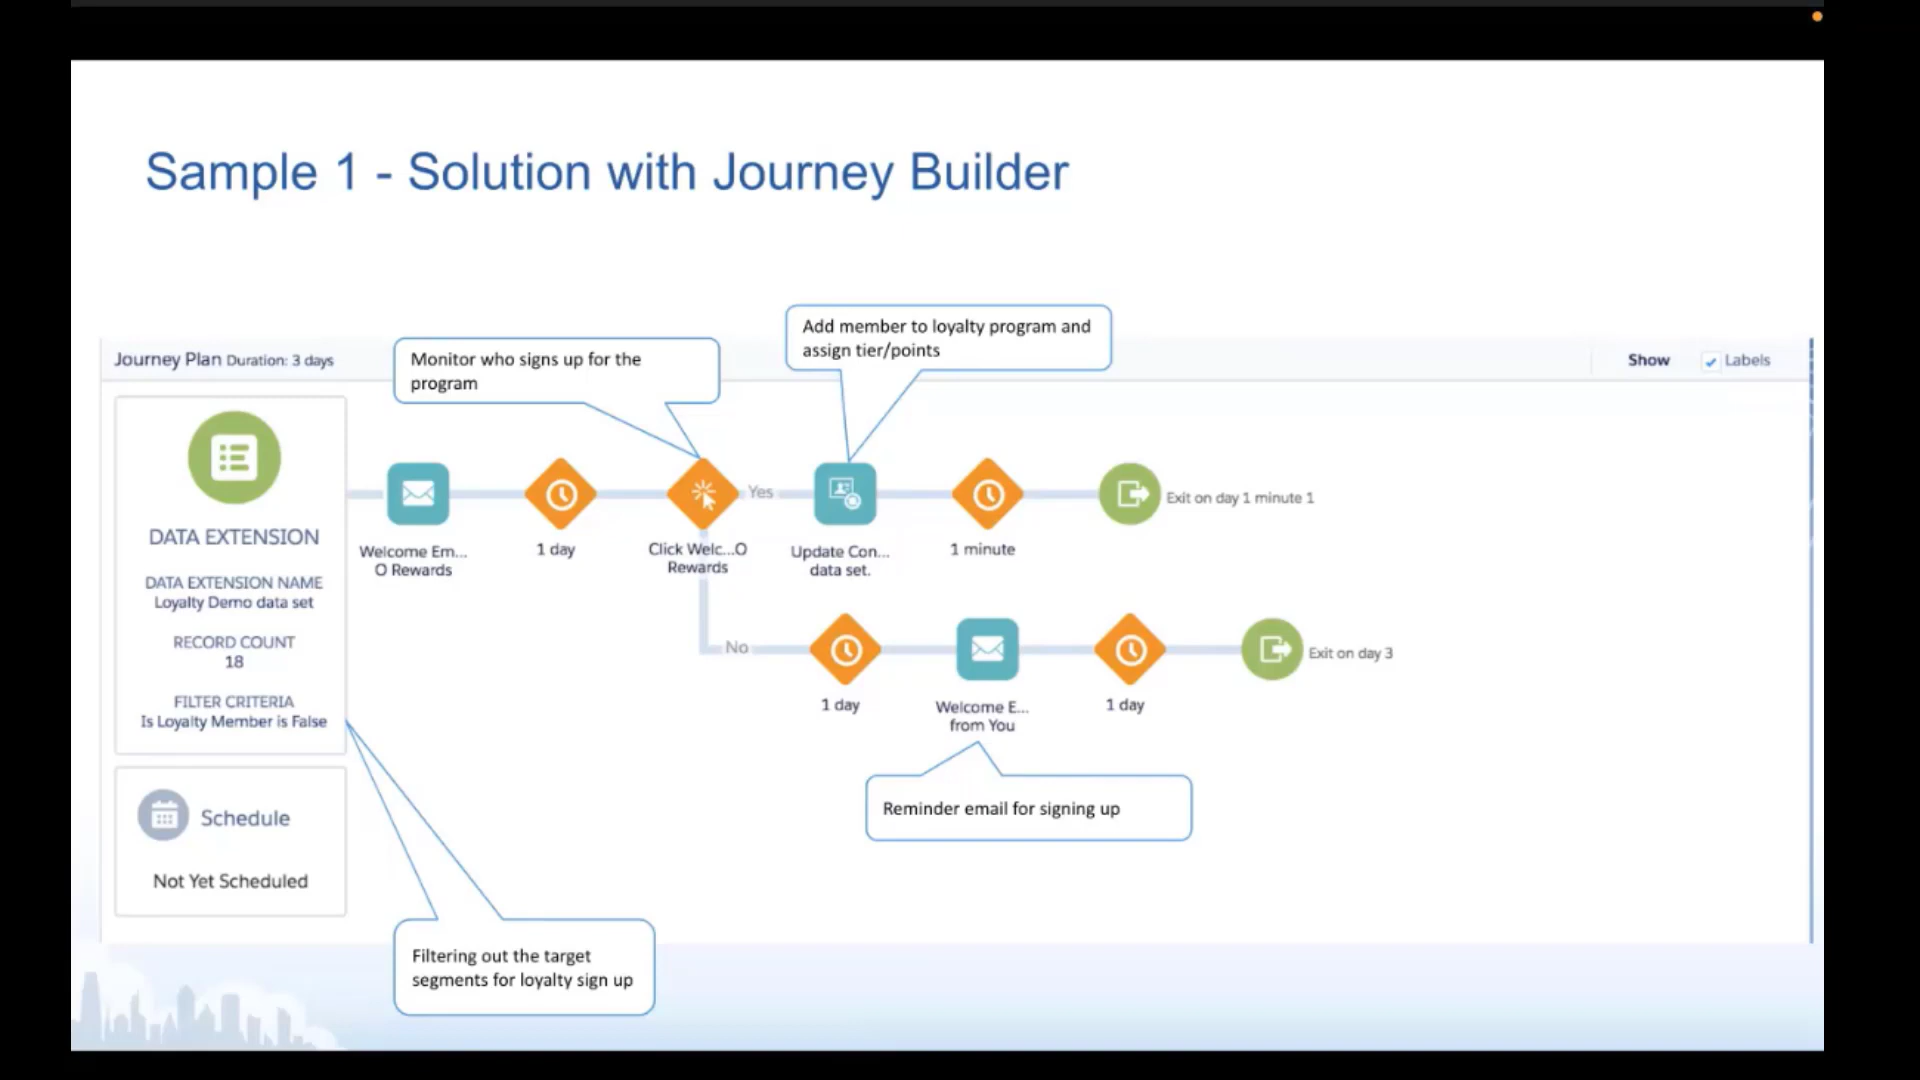 Sample 1 - Solution with Journey Builder
Add member to loyalty program and
assign tier/points
Monitor who signs up for the
program
Journey Plan Duration: 3 days
Show
Labels
DATA EXTENSION
DATA EXTENSION NAME
Loyalty Demo data set
RECORD COUNT
18
FILTER CRITERIA
Is Loyalty Member is False
Welcome Em...
O Rewards
1 day
Click Welc...O
Rewards
Yes
Update Con...
data set.
1 minute
Exit on day 1 minute 1
No
1 day
Welcome E...
from You
1 day
Exit on day 3
Reminder email for signing up
Schedule
Not Yet Scheduled
Filtering out the target
segments for loyalty sign up